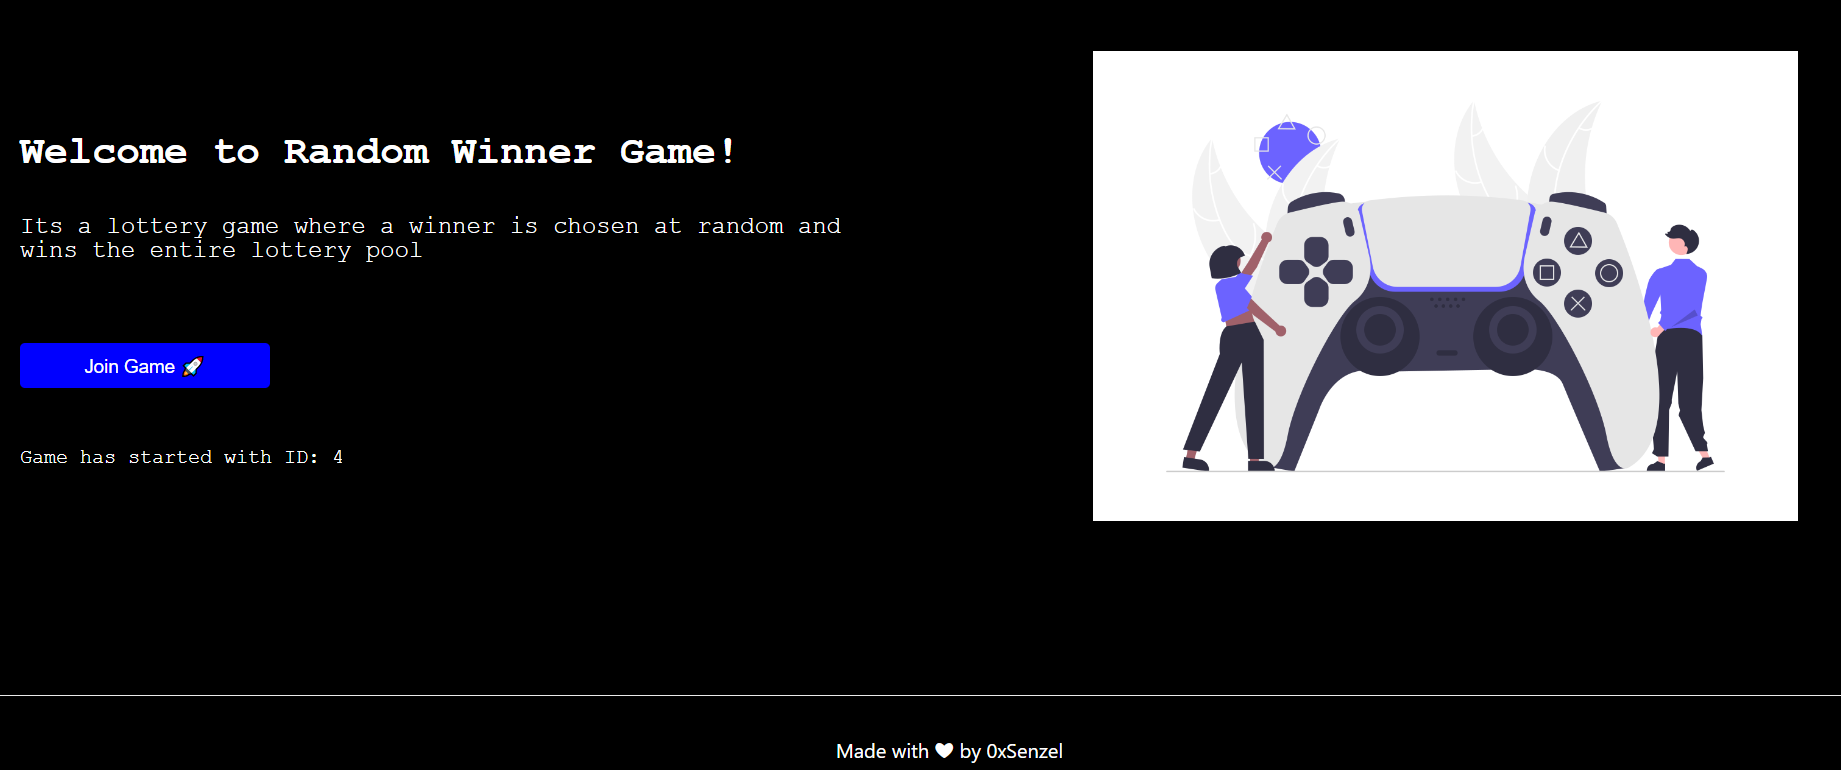 Welcome to Random Winner Game!
Its a lottery game where a winner is chosen at random and
wins the entire lottery pool
Join Game 🚀
Game has started with ID: 4
Made with ♥ by 0xSenzel